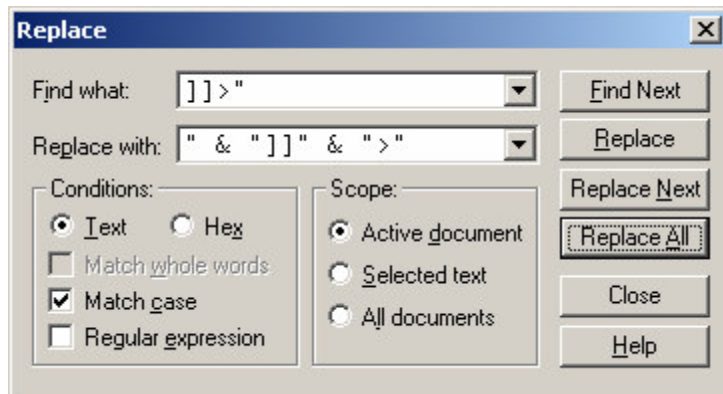 Replace
Find what: ]]>" Find Next
Replace with: " & "]]" & ">" Replace
Conditions: Scope: Replace Next
Text Hex Active document Replace All
Match whole words Selected text
Match case All documents Close
Regular expression Help